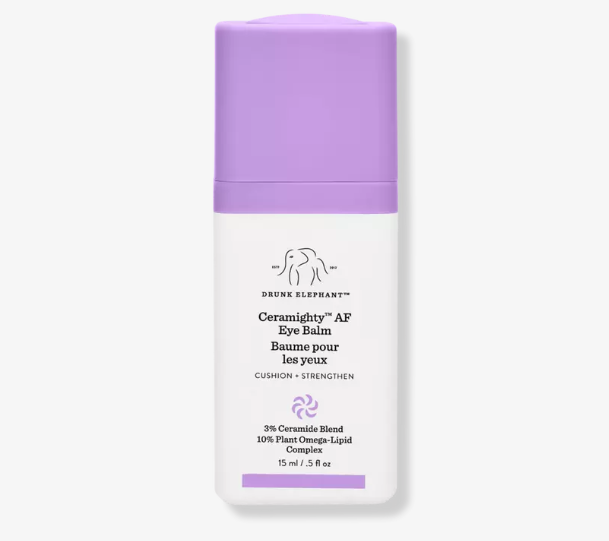 DRUNK ELEPHANT™
Ceramighty™ AF
Eye Balm
Baume pour
les yeux
CUSHION + STRENGTHEN
3% Ceramide Blend
10% Plant Omega-Lipid
Complex
15 ml / .5 fl oz